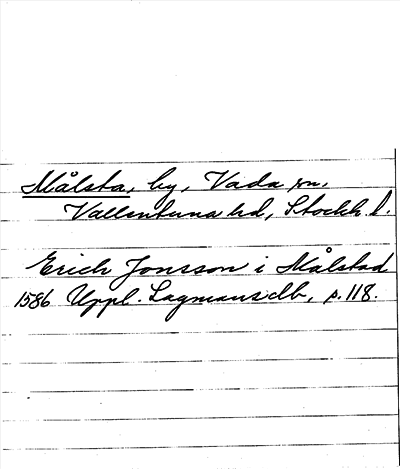 Målsta, by, Vada sn,
Vallentuna hd, Stockh. l.
Erich Jonsson i Målstad
1586 Uppl. Lagmansdb, p. 118.